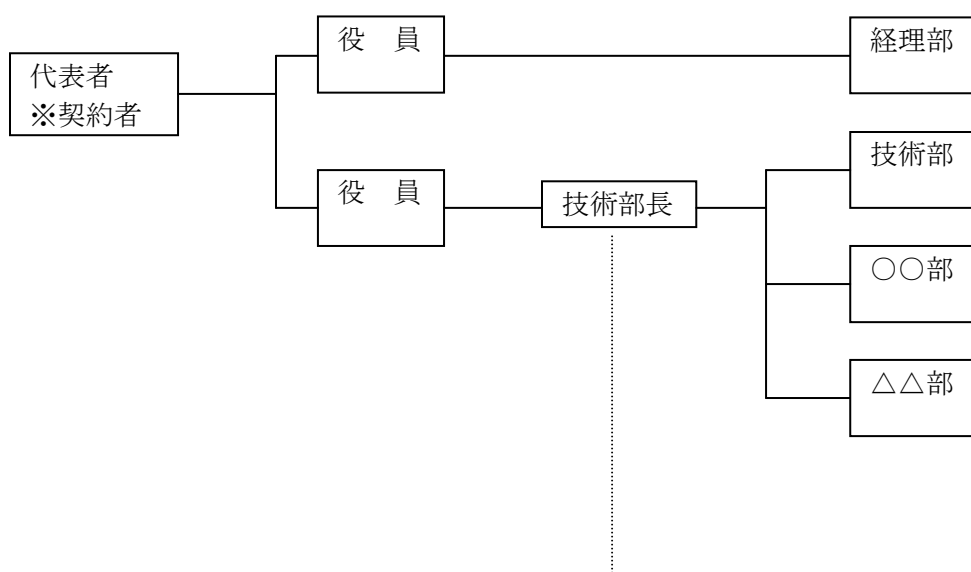 役　員
経理部
代表者
※契約者
技術部
役　員
技術部長
○○部
△△部